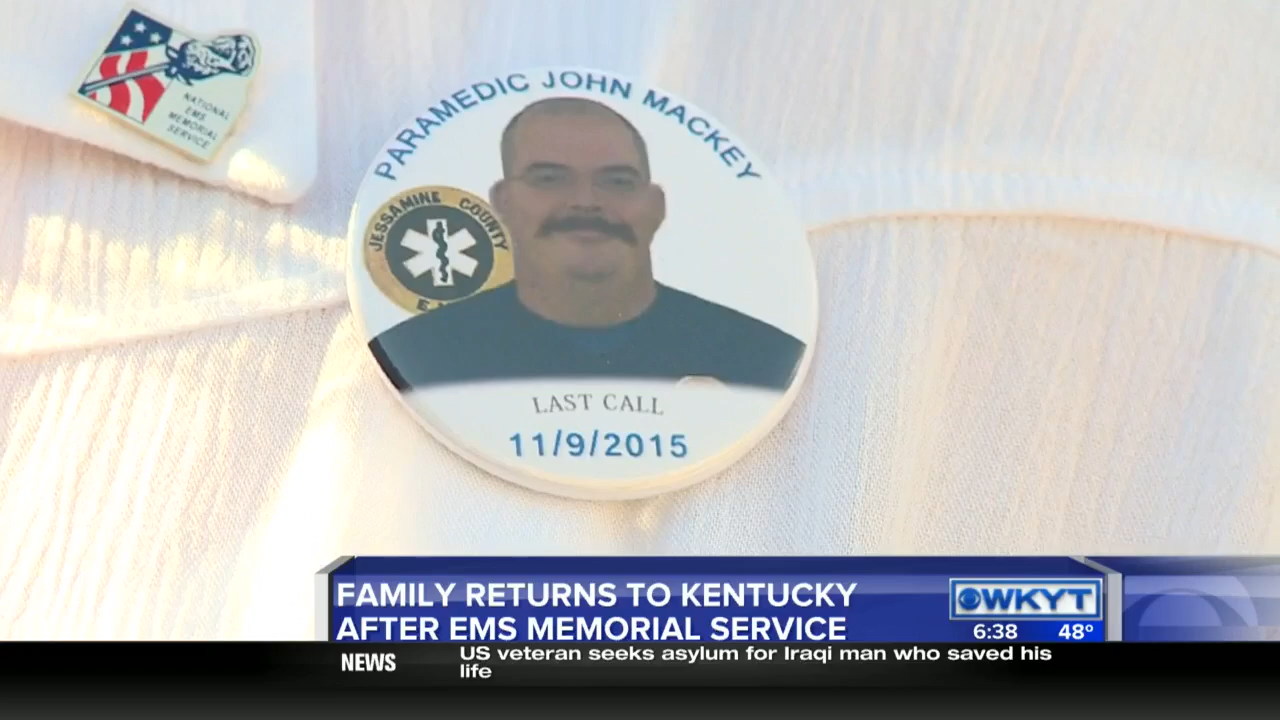 NATIONAL
EMS
MEMORIAL
SERVICE
PARAMEDIC JOHN MACKEY
JESSAMINE COUNTY
LAST CALL
11/9/2015
FAMILY RETURNS TO KENTUCKY
AFTER EMS MEMORIAL SERVICE
WKYT
6:38 48°
NEWS
US veteran seeks asylum for Iraqi man who saved his
life